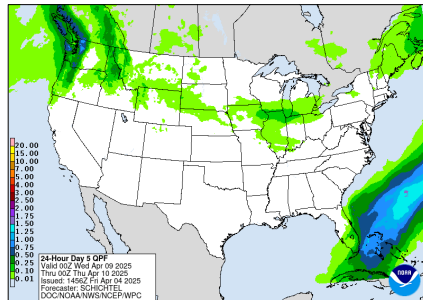 20.00
15.00
10.00
7.00
5.00
4.00
3.00
2.50
2.00
1.75
1.50
1.25
1.00
0.75
0.50
0.25
0.10
0.01
24-Hour Day 5 QPF
Valid 00Z Wed Apr 09 2025
Thru 00Z Thu Apr 10 2025
Issued: 1456Z Fri Apr 04 2025
Forecaster: SCHICHTEL
DOC/NOAA/NWS/NCEP/WPC
NOAA